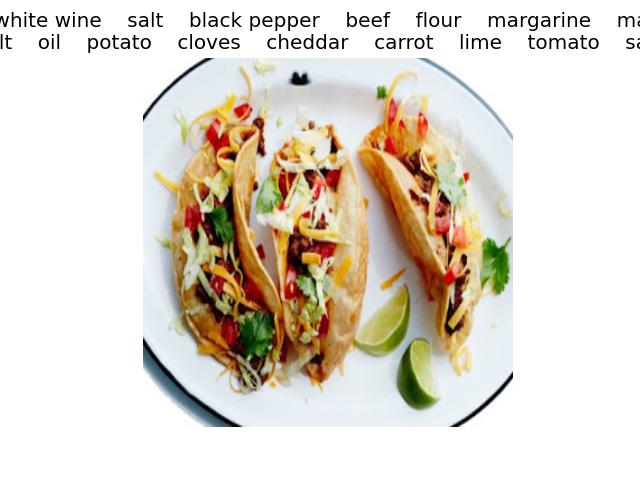 white wine salt black pepper beef flour margarine
oil potato cloves cheddar carrot lime tomato